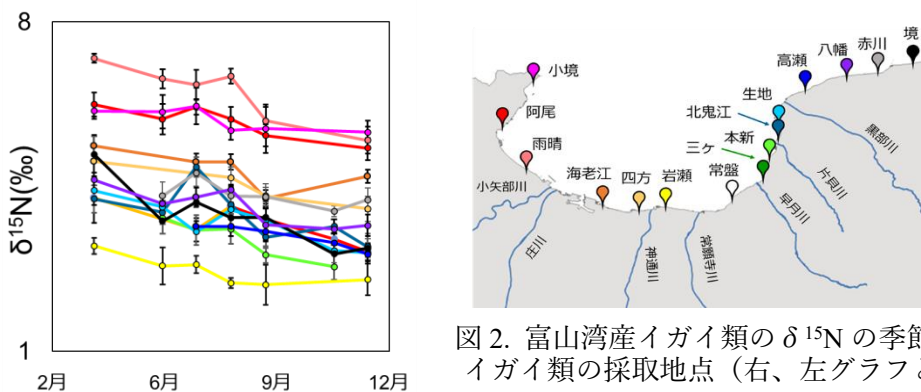 8
δ¹⁵N(‰)
1
2月
6月
9月
12月
小境
阿尾
雨晴
小矢部川
庄川
海老江
四方
岩瀬
神通川
常願寺川
常盤
三ケ
本新
北鬼江
生地
高瀬
八幡
赤川
境
早月川
片貝川
黒部川
図 2. 富山湾産イガイ類の δ ¹⁵N の季節
イガイ類の採取地点（右、左グラフと